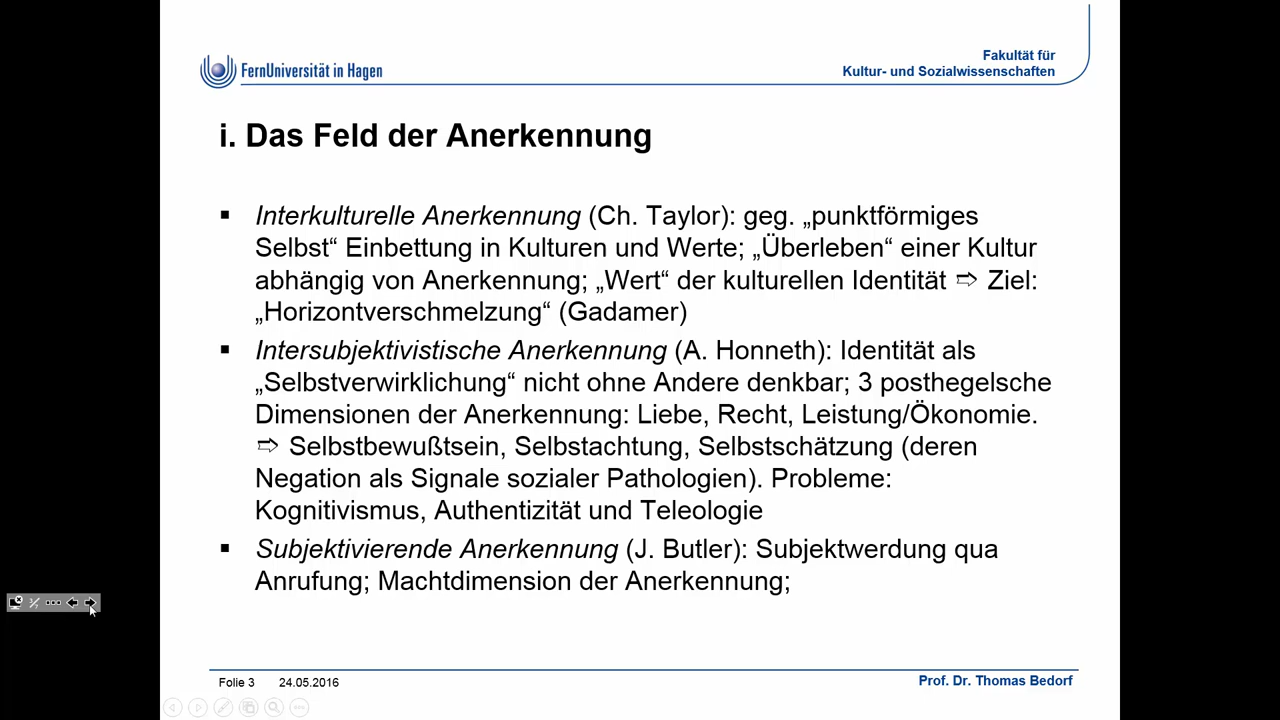 FernUniversität in Hagen
Fakultät für
Kultur- und Sozialwissenschaften
i. Das Feld der Anerkennung
▪ Interkulturelle Anerkennung (Ch. Taylor): geg. „punktförmiges
Selbst“ Einbettung in Kulturen und Werte; „Überleben“ einer Kultur
abhängig von Anerkennung; „Wert“ der kulturellen Identität ⇨ Ziel:
„Horizontverschmelzung“ (Gadamer)
▪ Intersubjektivistische Anerkennung (A. Honneth): Identität als
„Selbstverwirklichung“ nicht ohne Andere denkbar; 3 posthegelsche
Dimensionen der Anerkennung: Liebe, Recht, Leistung/Ökonomie.
⇨ Selbstbewußtsein, Selbstachtung, Selbstschätzung (deren
Negation als Signale sozialer Pathologien). Probleme:
Kognitivismus, Authentizität und Teleologie
▪ Subjektivierende Anerkennung (J. Butler): Subjektwerdung qua
Anrufung; Machtdimension der Anerkennung;
Folie 3 24.05.2016
Prof. Dr. Thomas Bedorf